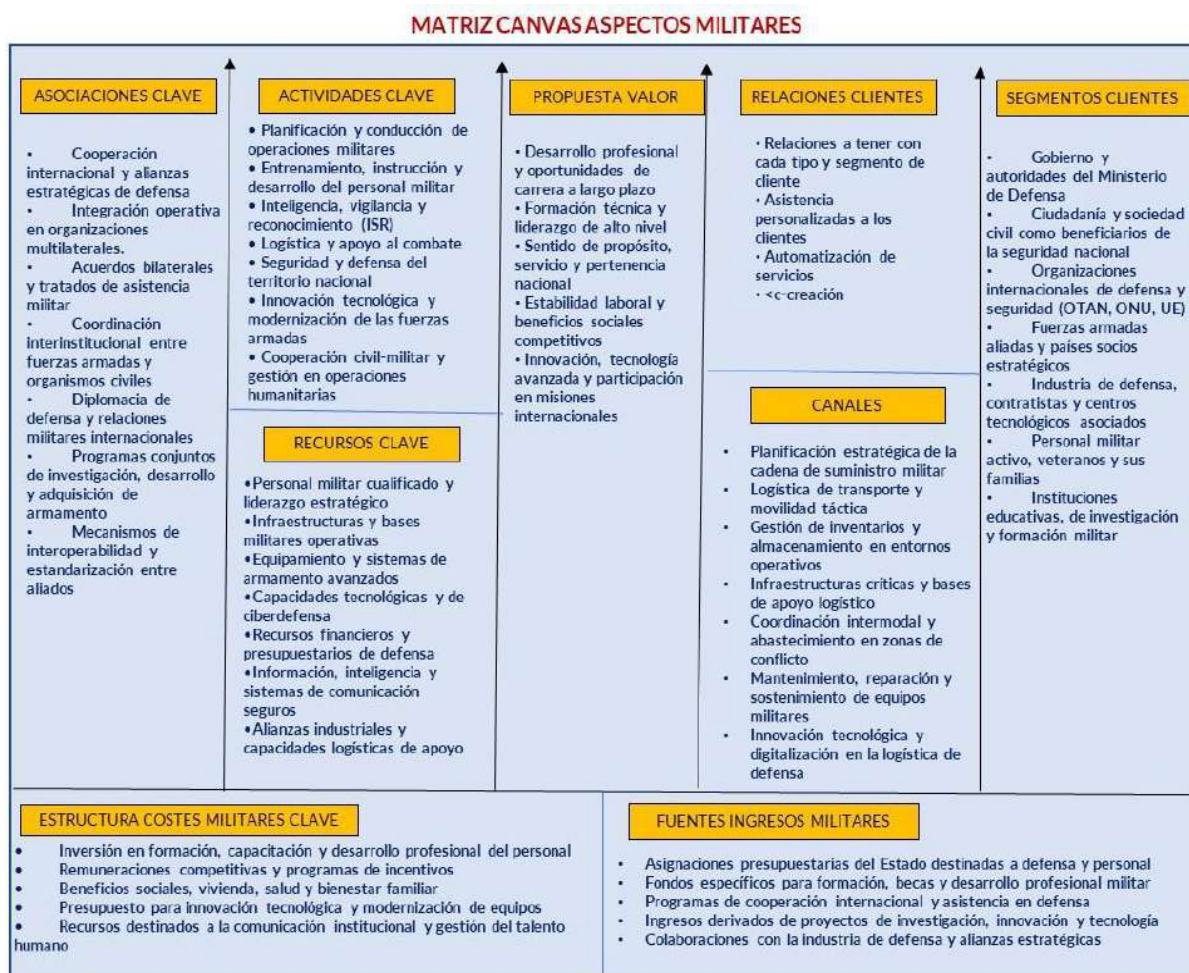 MATRIZ CANVAS ASPECTOS MILITARES
ASOCIACIONES CLAVE
• Cooperación
internacional y alianzas
estratégicas de defensa
• Integración operativa
en organizaciones
multilaterales.
• Acuerdos bilaterales
y tratados de asistencia
militar
• Coordinación
interinstitucional entre
fuerzas armadas y
organismos civiles
• Diplomacia de
defensa y relaciones
militares internacionales
• Programas conjuntos
de investigación, desarrollo
y adquisición de
armamento
• Mecanismos de
interoperabilidad y
estandarización entre
aliados
ACTIVIDADES CLAVE
• Planificación y conducción de
operaciones militares
• Entrenamiento, instrucción y
desarrollo del personal militar
• Inteligencia, vigilancia y
reconocimiento (ISR)
• Logística y apoyo al combate
• Seguridad y defensa del
territorio nacional
• Innovación tecnológica y
modernización de las fuerzas
armadas
• Cooperación civil-militar y
gestión en operaciones
humanitarias
RECURSOS CLAVE
•Personal militar cualificado y
liderazgo estratégico
•Infraestructuras y bases
militares operativas
•Equipamiento y sistemas de
armamento avanzados
•Capacidades tecnológicas y de
ciberdefensa
•Recursos financieros y
presupuestarios de defensa
•Información, inteligencia y
sistemas de comunicación
seguros
•Alianzas industriales y
capacidades logísticas de apoyo
PROPUESTA VALOR
• Desarrollo profesional
y oportunidades de
carrera a largo plazo
• Formación técnica y
liderazgo de alto nivel
• Sentido de propósito,
servicio y pertenencia
nacional
• Estabilidad laboral y
beneficios sociales
competitivos
• Innovación, tecnología
avanzada y participación
en misiones
internacionales
RELACIONES CLIENTES
• Relaciones a tener con
cada tipo y segmento de
cliente
• Asistencia
personalizadas a los
clientes
• Automatización de
servicios
• <c-creación
CANALES
• Planificación estratégica de la
cadena de suministro militar
• Logística de transporte y
movilidad táctica
• Gestión de inventarios y
almacenamiento en entornos
operativos
• Infraestructuras críticas y bases
de apoyo logístico
• Coordinación intermodal y
abastecimiento en zonas de
conflicto
• Mantenimiento, reparación y
sostenimiento de equipos
militares
• Innovación tecnológica y
digitalización en la logística de
defensa
SEGMENTOS CLIENTES
• Gobierno y
autoridades del Ministerio
de Defensa
• Ciudadanía y sociedad
civil como beneficiarios de
la seguridad nacional
• Organizaciones
internacionales de defensa y
seguridad (OTAN, ONU, UE)
• Fuerzas armadas
aliadas y países socios
estratégicos
• Industria de defensa,
contratistas y centros
tecnológicos asociados
• Personal militar
activo, veteranos y sus
familias
• Instituciones
educativas, de investigación
y formación militar
ESTRUCTURA COSTES MILITARES CLAVE
• Inversión en formación, capacitación y desarrollo profesional del personal
• Remuneraciones competitivas y programas de incentivos
• Beneficios sociales, vivienda, salud y bienestar familiar
• Presupuesto para innovación tecnológica y modernización de equipos
• Recursos destinados a la comunicación institucional y gestión del talento
humano
FUENTES INGRESOS MILITARES
• Asignaciones presupuestarias del Estado destinadas a defensa y personal
• Fondos específicos para formación, becas y desarrollo profesional militar
• Programas de cooperación internacional y asistencia en defensa
• Ingresos derivados de proyectos de investigación, innovación y tecnología
• Colaboraciones con la industria de defensa y alianzas estratégicas